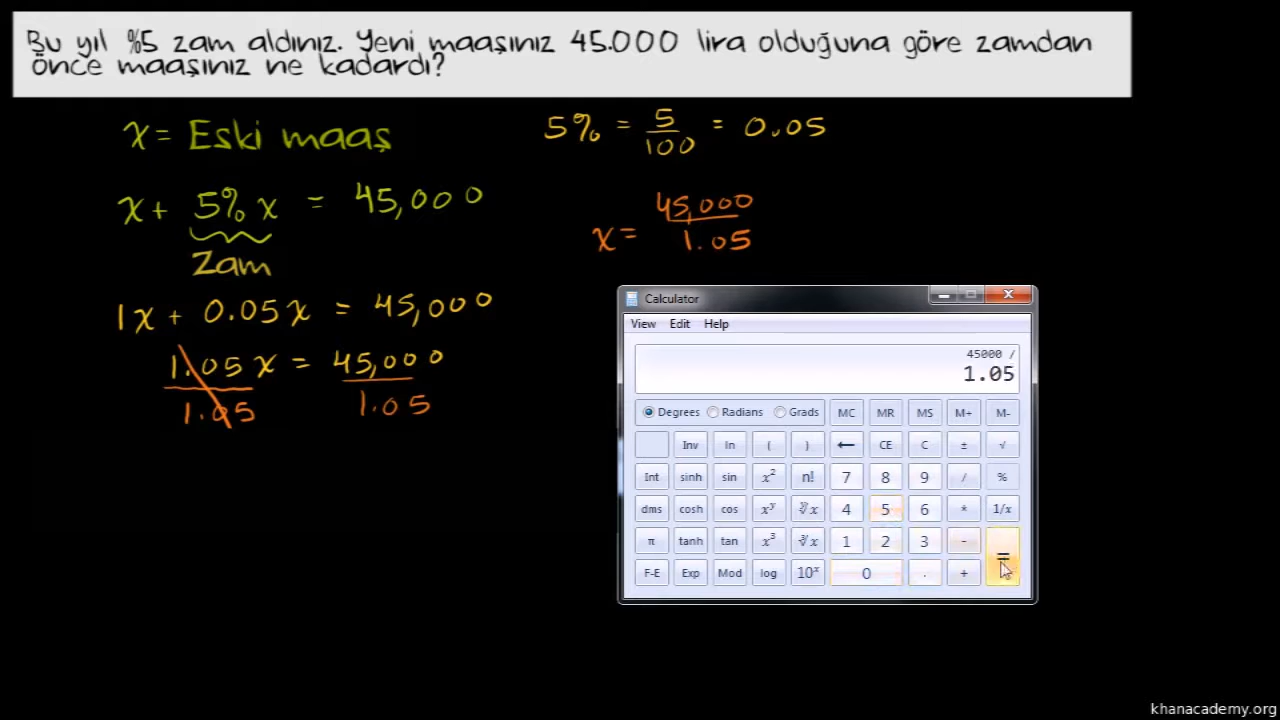 Bu yıl %5 zam aldınız. Yeni maaşınız 45.000 lira olduğuna göre zamdan
önce maaşınız ne kadardı?
x = Eski maaş
5% = 5/100 = 0.05
x + 5% x = 45,000
Zam
x = 45,000/1.05
1x + 0.05x = 45,000
1.05x = 45,000
1.05 1.05
Calculator
View Edit Help
45000 /
1.05
Degrees Radians Grads MC MR MS M+ M-
Inv ln ( ) ← CE C ± √
Int sinh sin x² n! 7 8 9 / %
dms cosh cos xʸ ʸ√x 4 5 6 * 1/x
π tanh tan x³ ³√x 1 2 3 - =
F-E Exp Mod log 10ˣ 0 . +
khanacademy.org